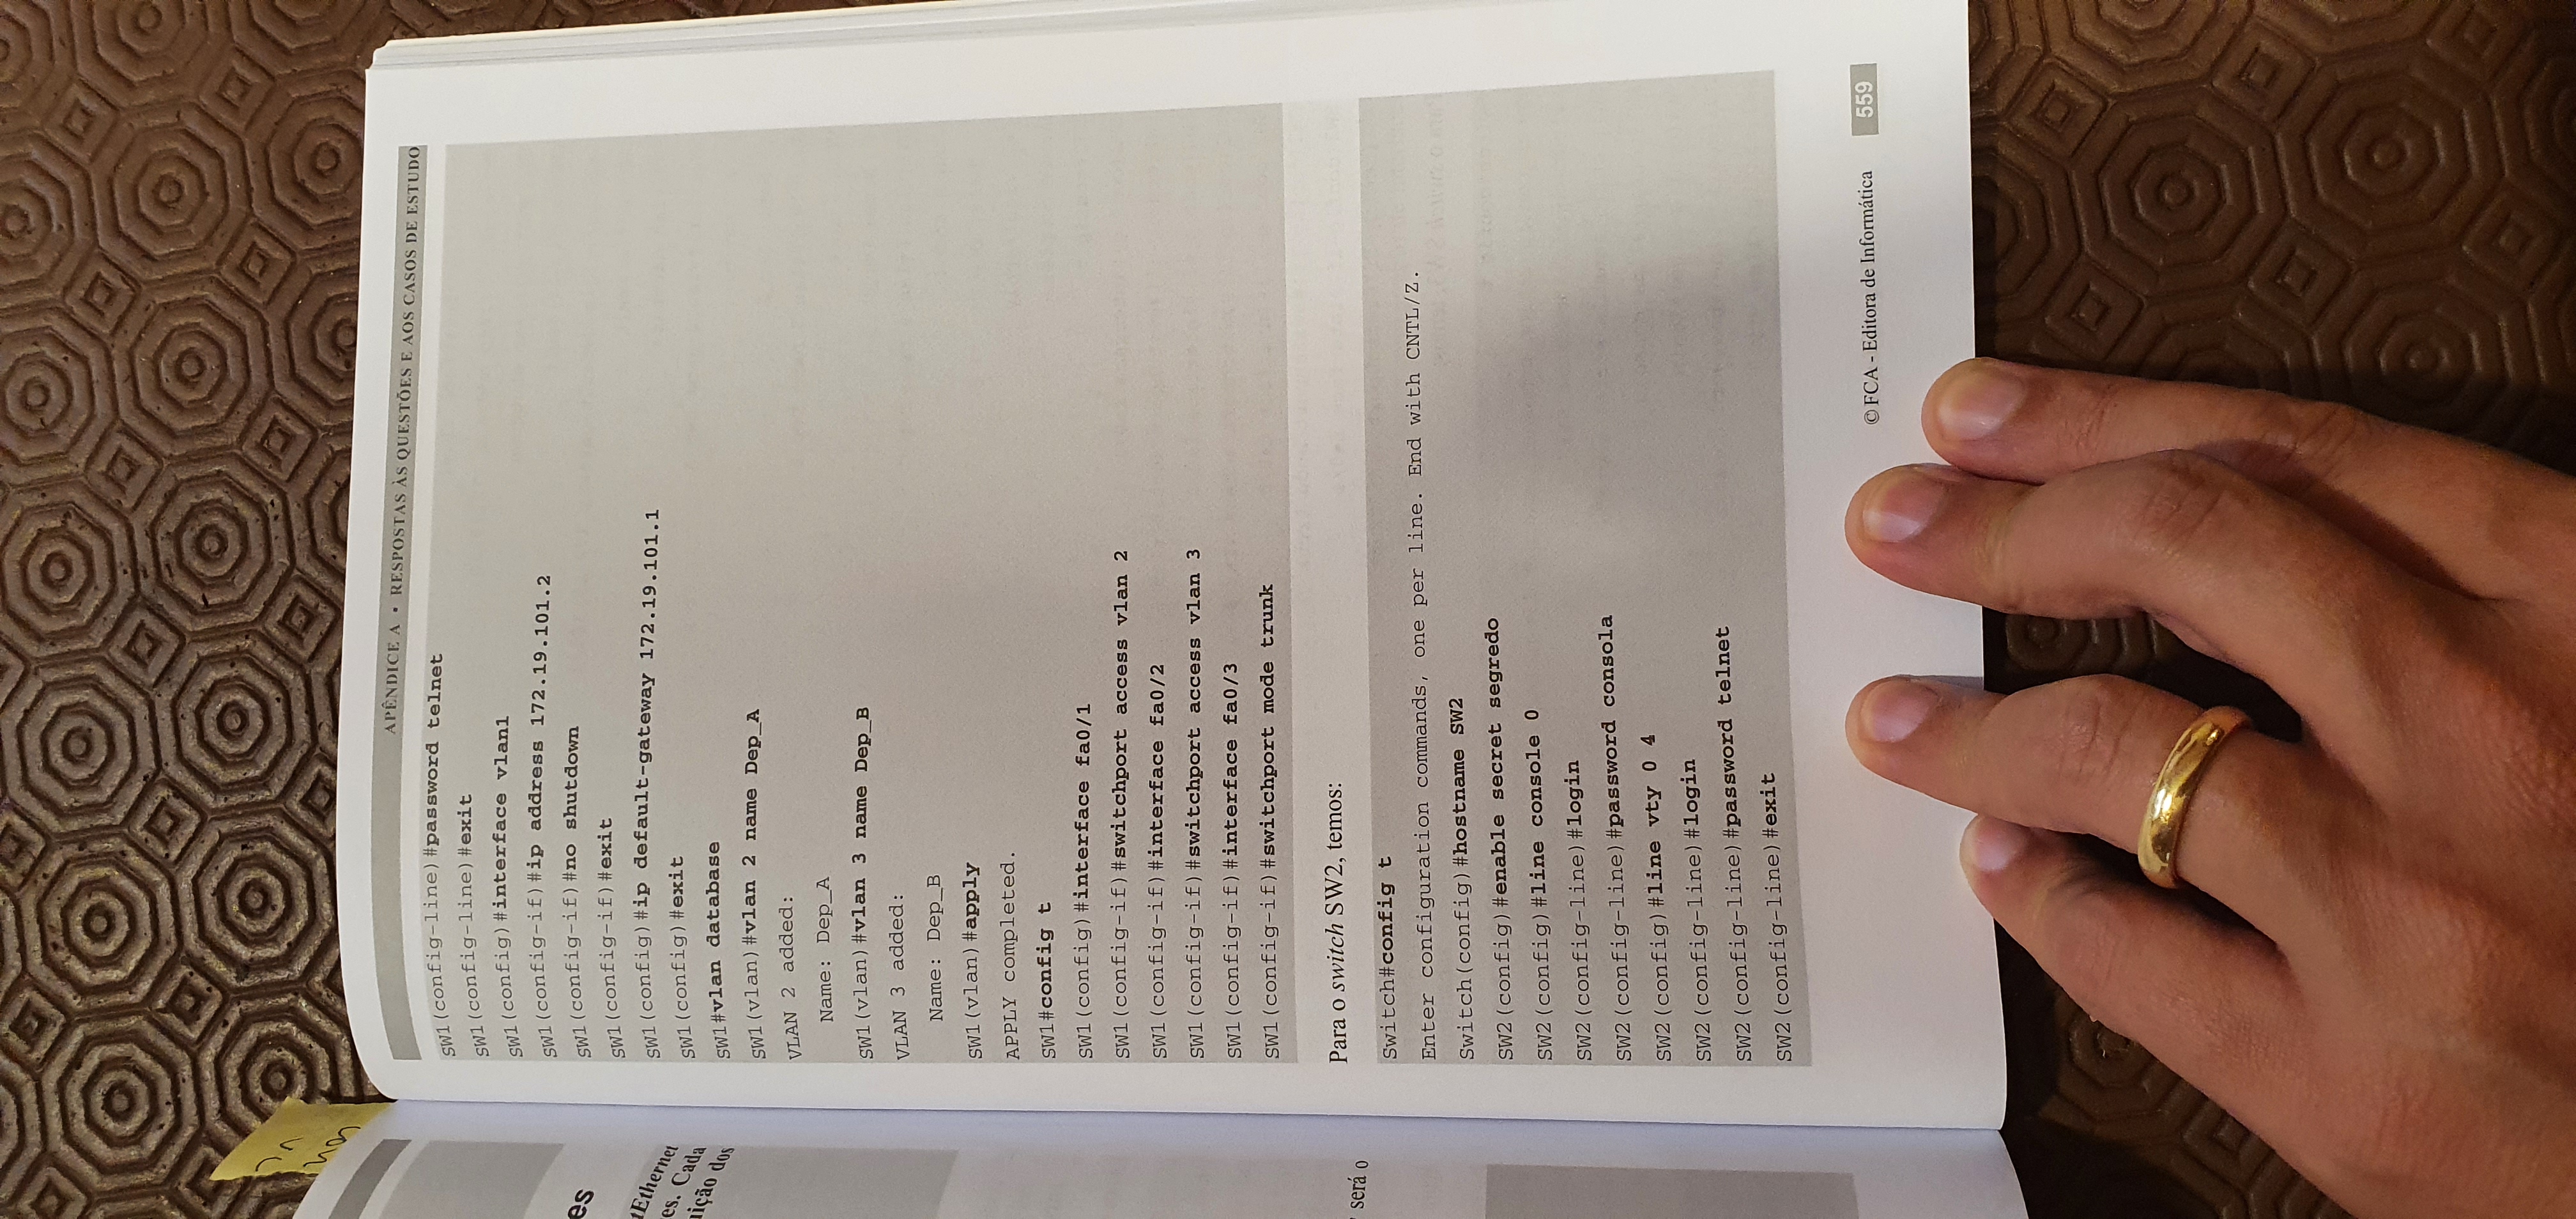 APÊNDICE A • RESPOSTAS ÀS QUESTÕES E AOS CASOS DE ESTUDO
SW1(config-line)#password telnet
SW1(config-line)#exit
SW1(config)#interface vlan1
SW1(config-if)#ip address 172.19.101.2
SW1(config-if)#no shutdown
SW1(config-if)#exit
SW1(config)#ip default-gateway 172.19.101.1
SW1(config)#exit
SW1#vlan database
SW1(vlan)#vlan 2 name Dep_A
VLAN 2 added:
Name: Dep_A
SW1(vlan)#vlan 3 name Dep_B
VLAN 3 added:
Name: Dep_B
SW1(vlan)#apply
APPLY completed.
SW1#config t
SW1(config)#interface fa0/1
SW1(config-if)#switchport access vlan 2
SW1(config-if)#interface fa0/2
SW1(config-if)#switchport access vlan 3
SW1(config-if)#interface fa0/3
SW1(config-if)#switchport mode trunk
Para o switch SW2, temos:
Switch#config t
Enter configuration commands, one per line. End with CNTL/Z.
Switch(config)#hostname SW2
SW2(config)#enable secret segredo
SW2(config)#line console 0
SW2(config-line)#login
SW2(config-line)#password consola
SW2(config)#line vty 0 4
SW2(config-line)#login
SW2(config-line)#password telnet
SW2(config-line)#exit
© FCA - Editora de Informática 559
es
tEthernet
es. Cada
uição dos
será o